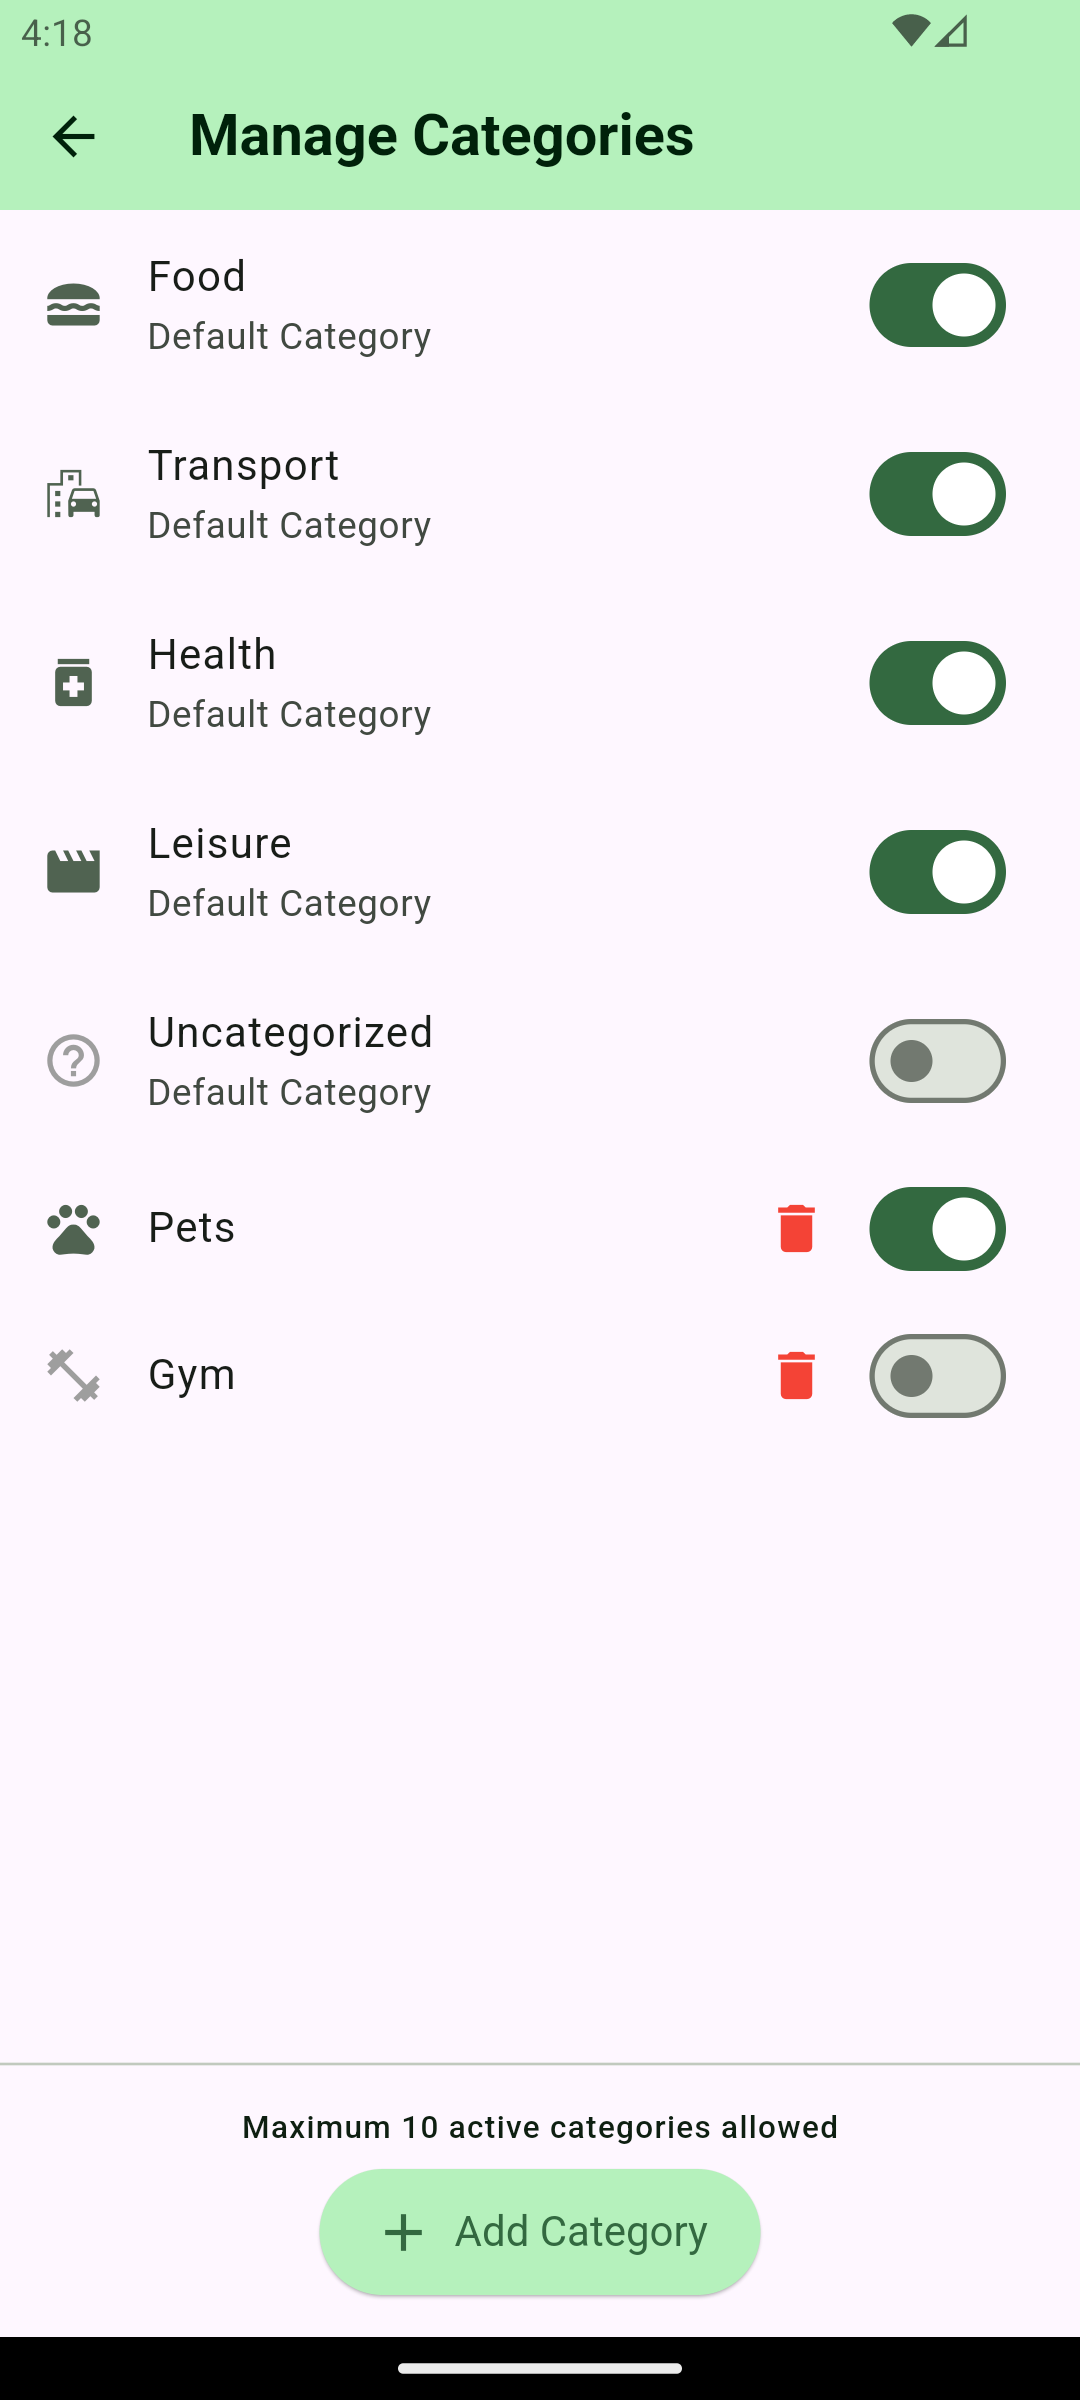 4:18
Manage Categories
Food
Default Category
Transport
Default Category
Health
Default Category
Leisure
Default Category
Uncategorized
Default Category
Pets
Gym
Maximum 10 active categories allowed
Add Category